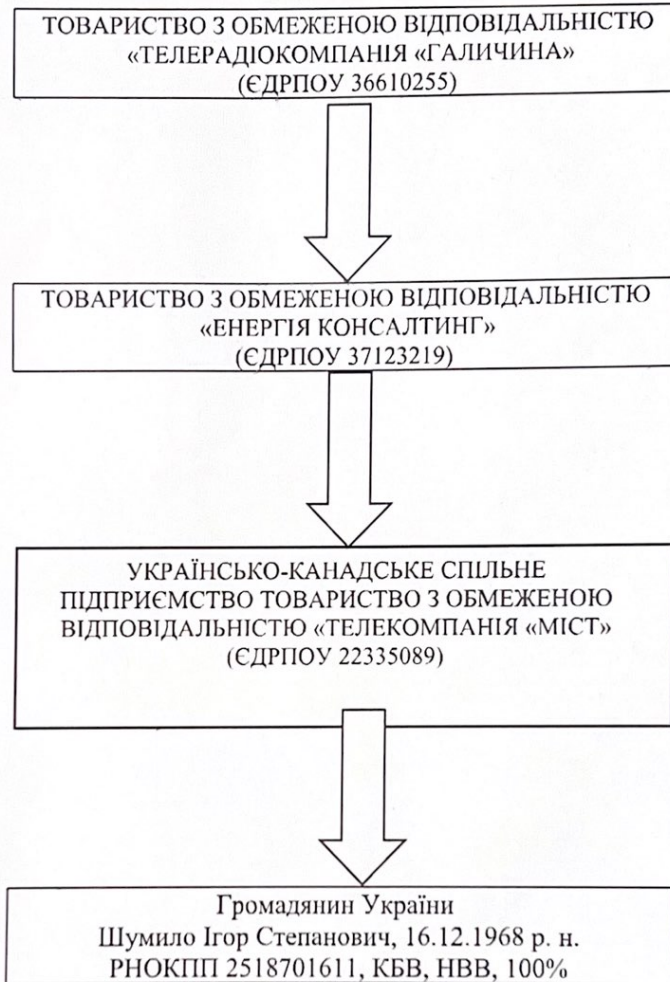 ТОВАРИСТВО З ОБМЕЖЕНОЮ ВІДПОВІДАЛЬНІСТЮ
«ТЕЛЕРАДІОКОМПАНІЯ «ГАЛИЧИНА»
(ЄДРПОУ 36610255)
ТОВАРИСТВО З ОБМЕЖЕНОЮ ВІДПОВІДАЛЬНІСТЮ
«ЕНЕРГІЯ КОНСАЛТИНГ»
(ЄДРПОУ 37123219)
УКРАЇНСЬКО-КАНАДСЬКЕ СПІЛЬНЕ
ПІДПРИЄМСТВО ТОВАРИСТВО З ОБМЕЖЕНОЮ
ВІДПОВІДАЛЬНІСТЮ «ТЕЛЕКОМПАНІЯ «МІСТ»
(ЄДРПОУ 22335089)
Громадянин України
Шумило Ігор Степанович, 16.12.1968 р. н.
РНОКПП 2518701611, КБВ, НВВ, 100%